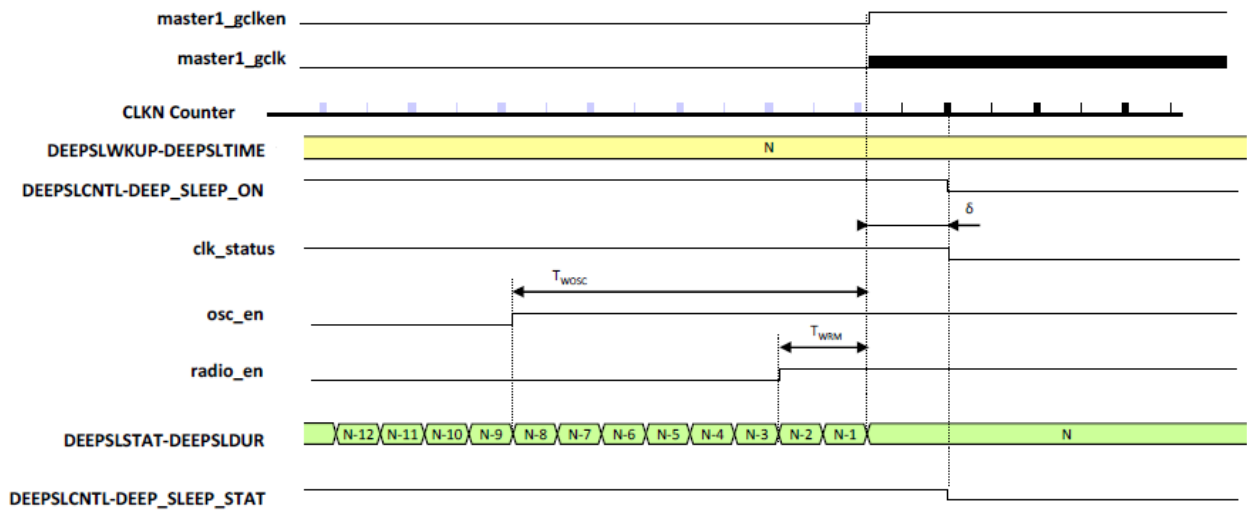 master1_gclken
master1_gclk
CLKN Counter
DEEPSLWKUP-DEEPSLTIME
N
DEEPSLCNTL-DEEP_SLEEP_ON
δ
clk_status
TWOSC
osc_en
TWRM
radio_en
DEEPSLSTAT-DEEPSLDUR
N-12 N-11 N-10 N-9 N-8 N-7 N-6 N-5 N-4 N-3 N-2 N-1 N
DEEPSLCNTL-DEEP_SLEEP_STAT